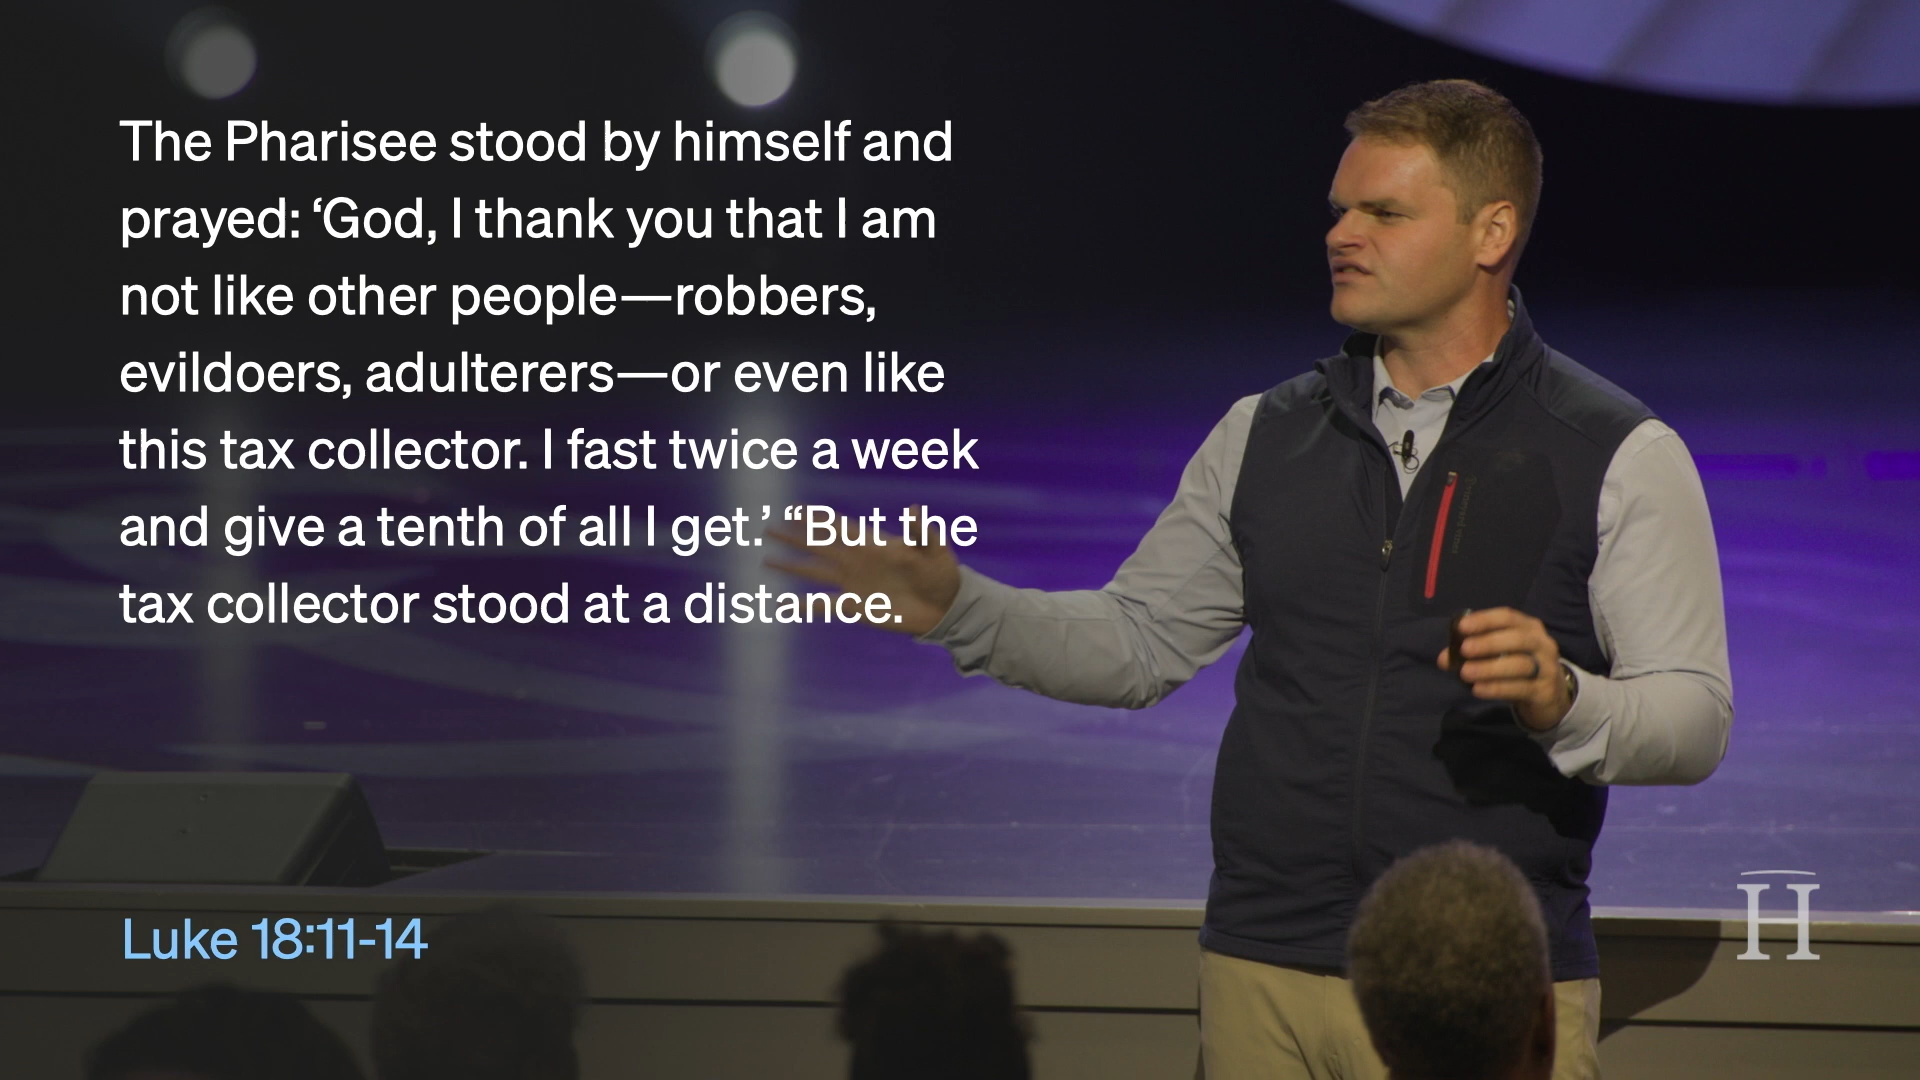 The Pharisee stood by himself and
prayed: ‘God, I thank you that I am
not like other people—robbers,
evildoers, adulterers—or even like
this tax collector. I fast twice a week
and give a tenth of all I get.’ “But the
tax collector stood at a distance.
Luke 18:11-14
H